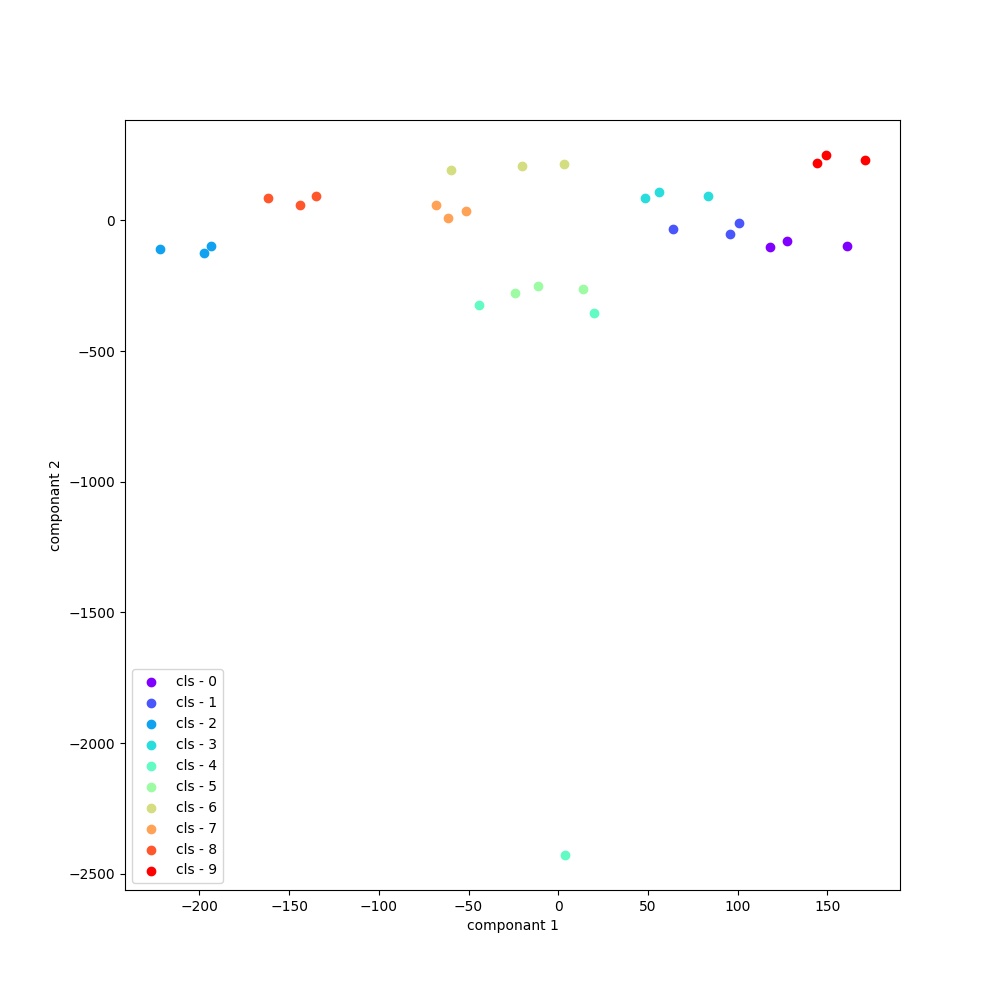 0
−500
−1000
−1500
−2000
−2500
componant 2
cls - 0
cls - 1
cls - 2
cls - 3
cls - 4
cls - 5
cls - 6
cls - 7
cls - 8
cls - 9
−200 −150 −100 −50 0 50 100 150
componant 1